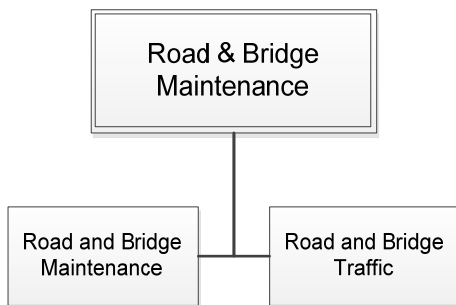 Road & Bridge
Maintenance
Road and Bridge
Maintenance
Road and Bridge
Traffic